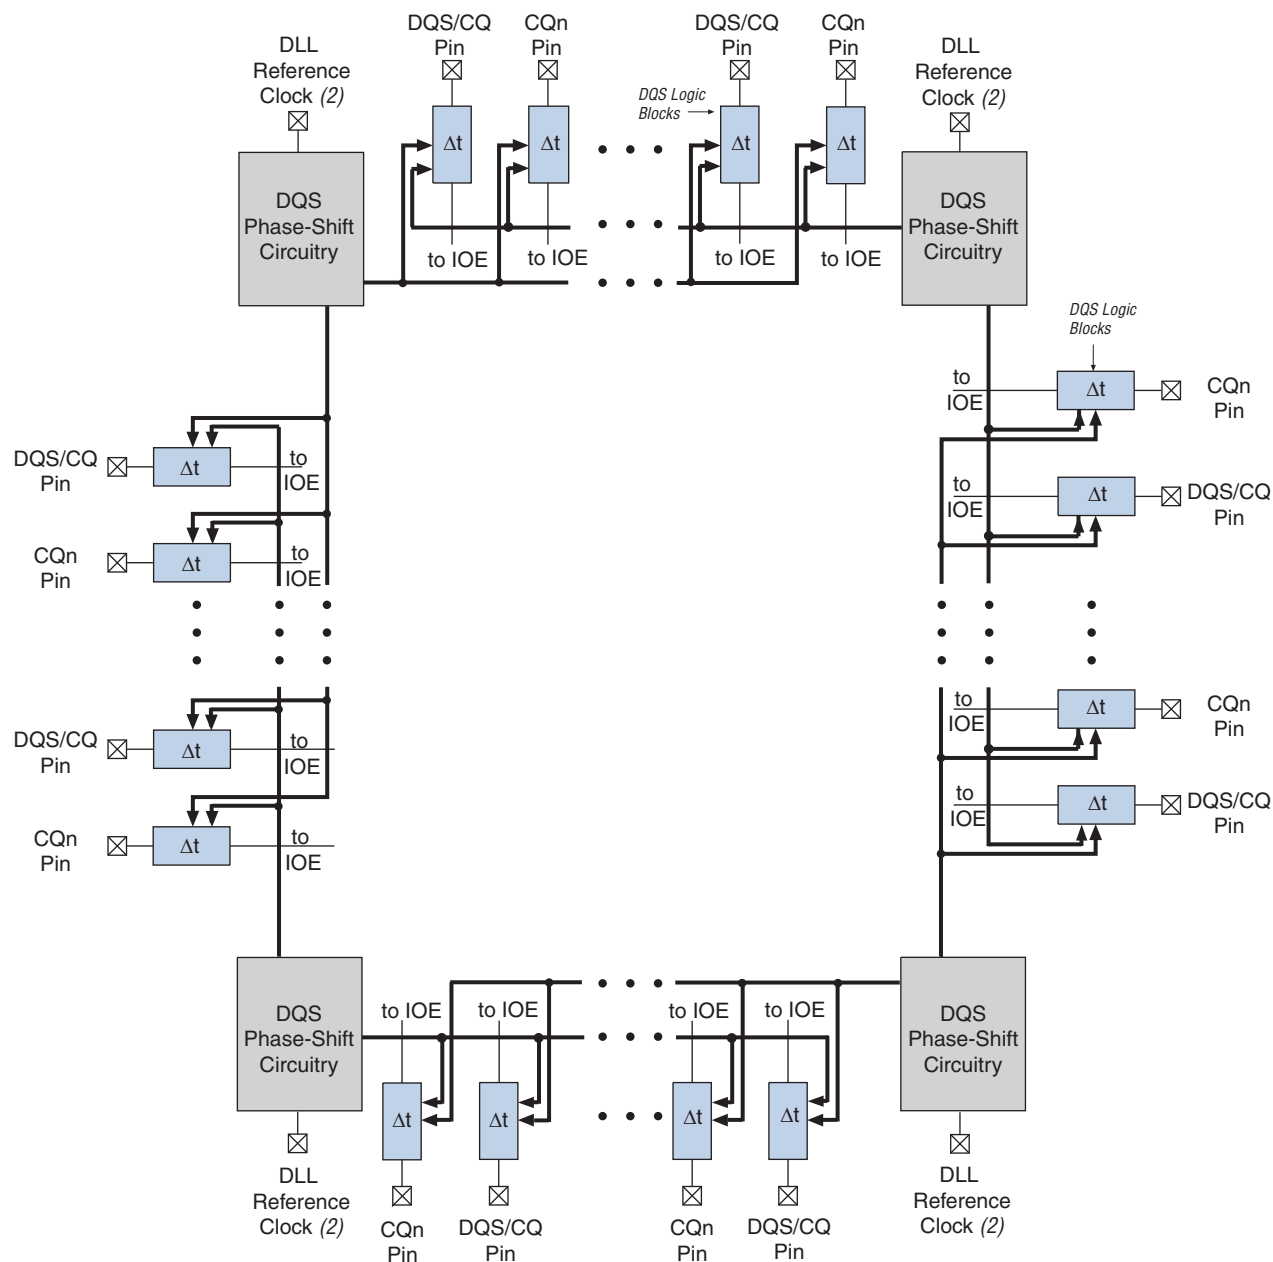 DLL
Reference
Clock (2)
DQS/CQ
Pin
CQn
Pin
DQS/CQ
Pin
CQn
Pin
DLL
Reference
Clock (2)
DQS Logic
Blocks
Δt
Δt
Δt
Δt
DQS
Phase-Shift
Circuitry
DQS
Phase-Shift
Circuitry
to IOE
to IOE
to IOE
to IOE
DQS Logic
Blocks
to
IOE
Δt
CQn
Pin
DQS/CQ
Pin
Δt
to
IOE
to
IOE
Δt
DQS/CQ
Pin
CQn
Pin
Δt
to
IOE
to
IOE
Δt
CQn
Pin
DQS/CQ
Pin
Δt
to
IOE
to
IOE
Δt
DQS/CQ
Pin
CQn
Pin
Δt
to
IOE
DQS
Phase-Shift
Circuitry
to IOE
to IOE
to IOE
to IOE
DQS
Phase-Shift
Circuitry
Δt
Δt
Δt
Δt
DLL
Reference
Clock (2)
CQn
Pin
DQS/CQ
Pin
CQn
Pin
DQS/CQ
Pin
DLL
Reference
Clock (2)